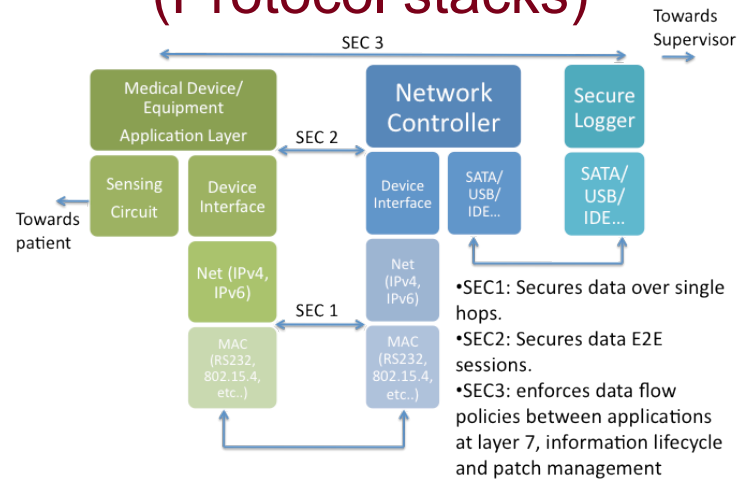 (Protocol stacks)
SEC 3
Towards
Supervisor
Medical Device/
Equipment
Application Layer
Network
Controller
Secure
Logger
SEC 2
Sensing
Circuit
Device
Interface
Device
Interface
SATA/
USB/
IDE...
SATA/
USB/
IDE...
Towards
patient
Net (IPv4,
IPv6)
Net
(IPv4,
IPv6)
SEC 1
MAC
(RS232,
802.15.4,
etc..)
MAC
(RS232,
802.15.4,
etc..)
•SEC1: Secures data over single
hops.
•SEC2: Secures data E2E
sessions.
•SEC3: enforces data flow
policies between applications
at layer 7, information lifecycle
and patch management